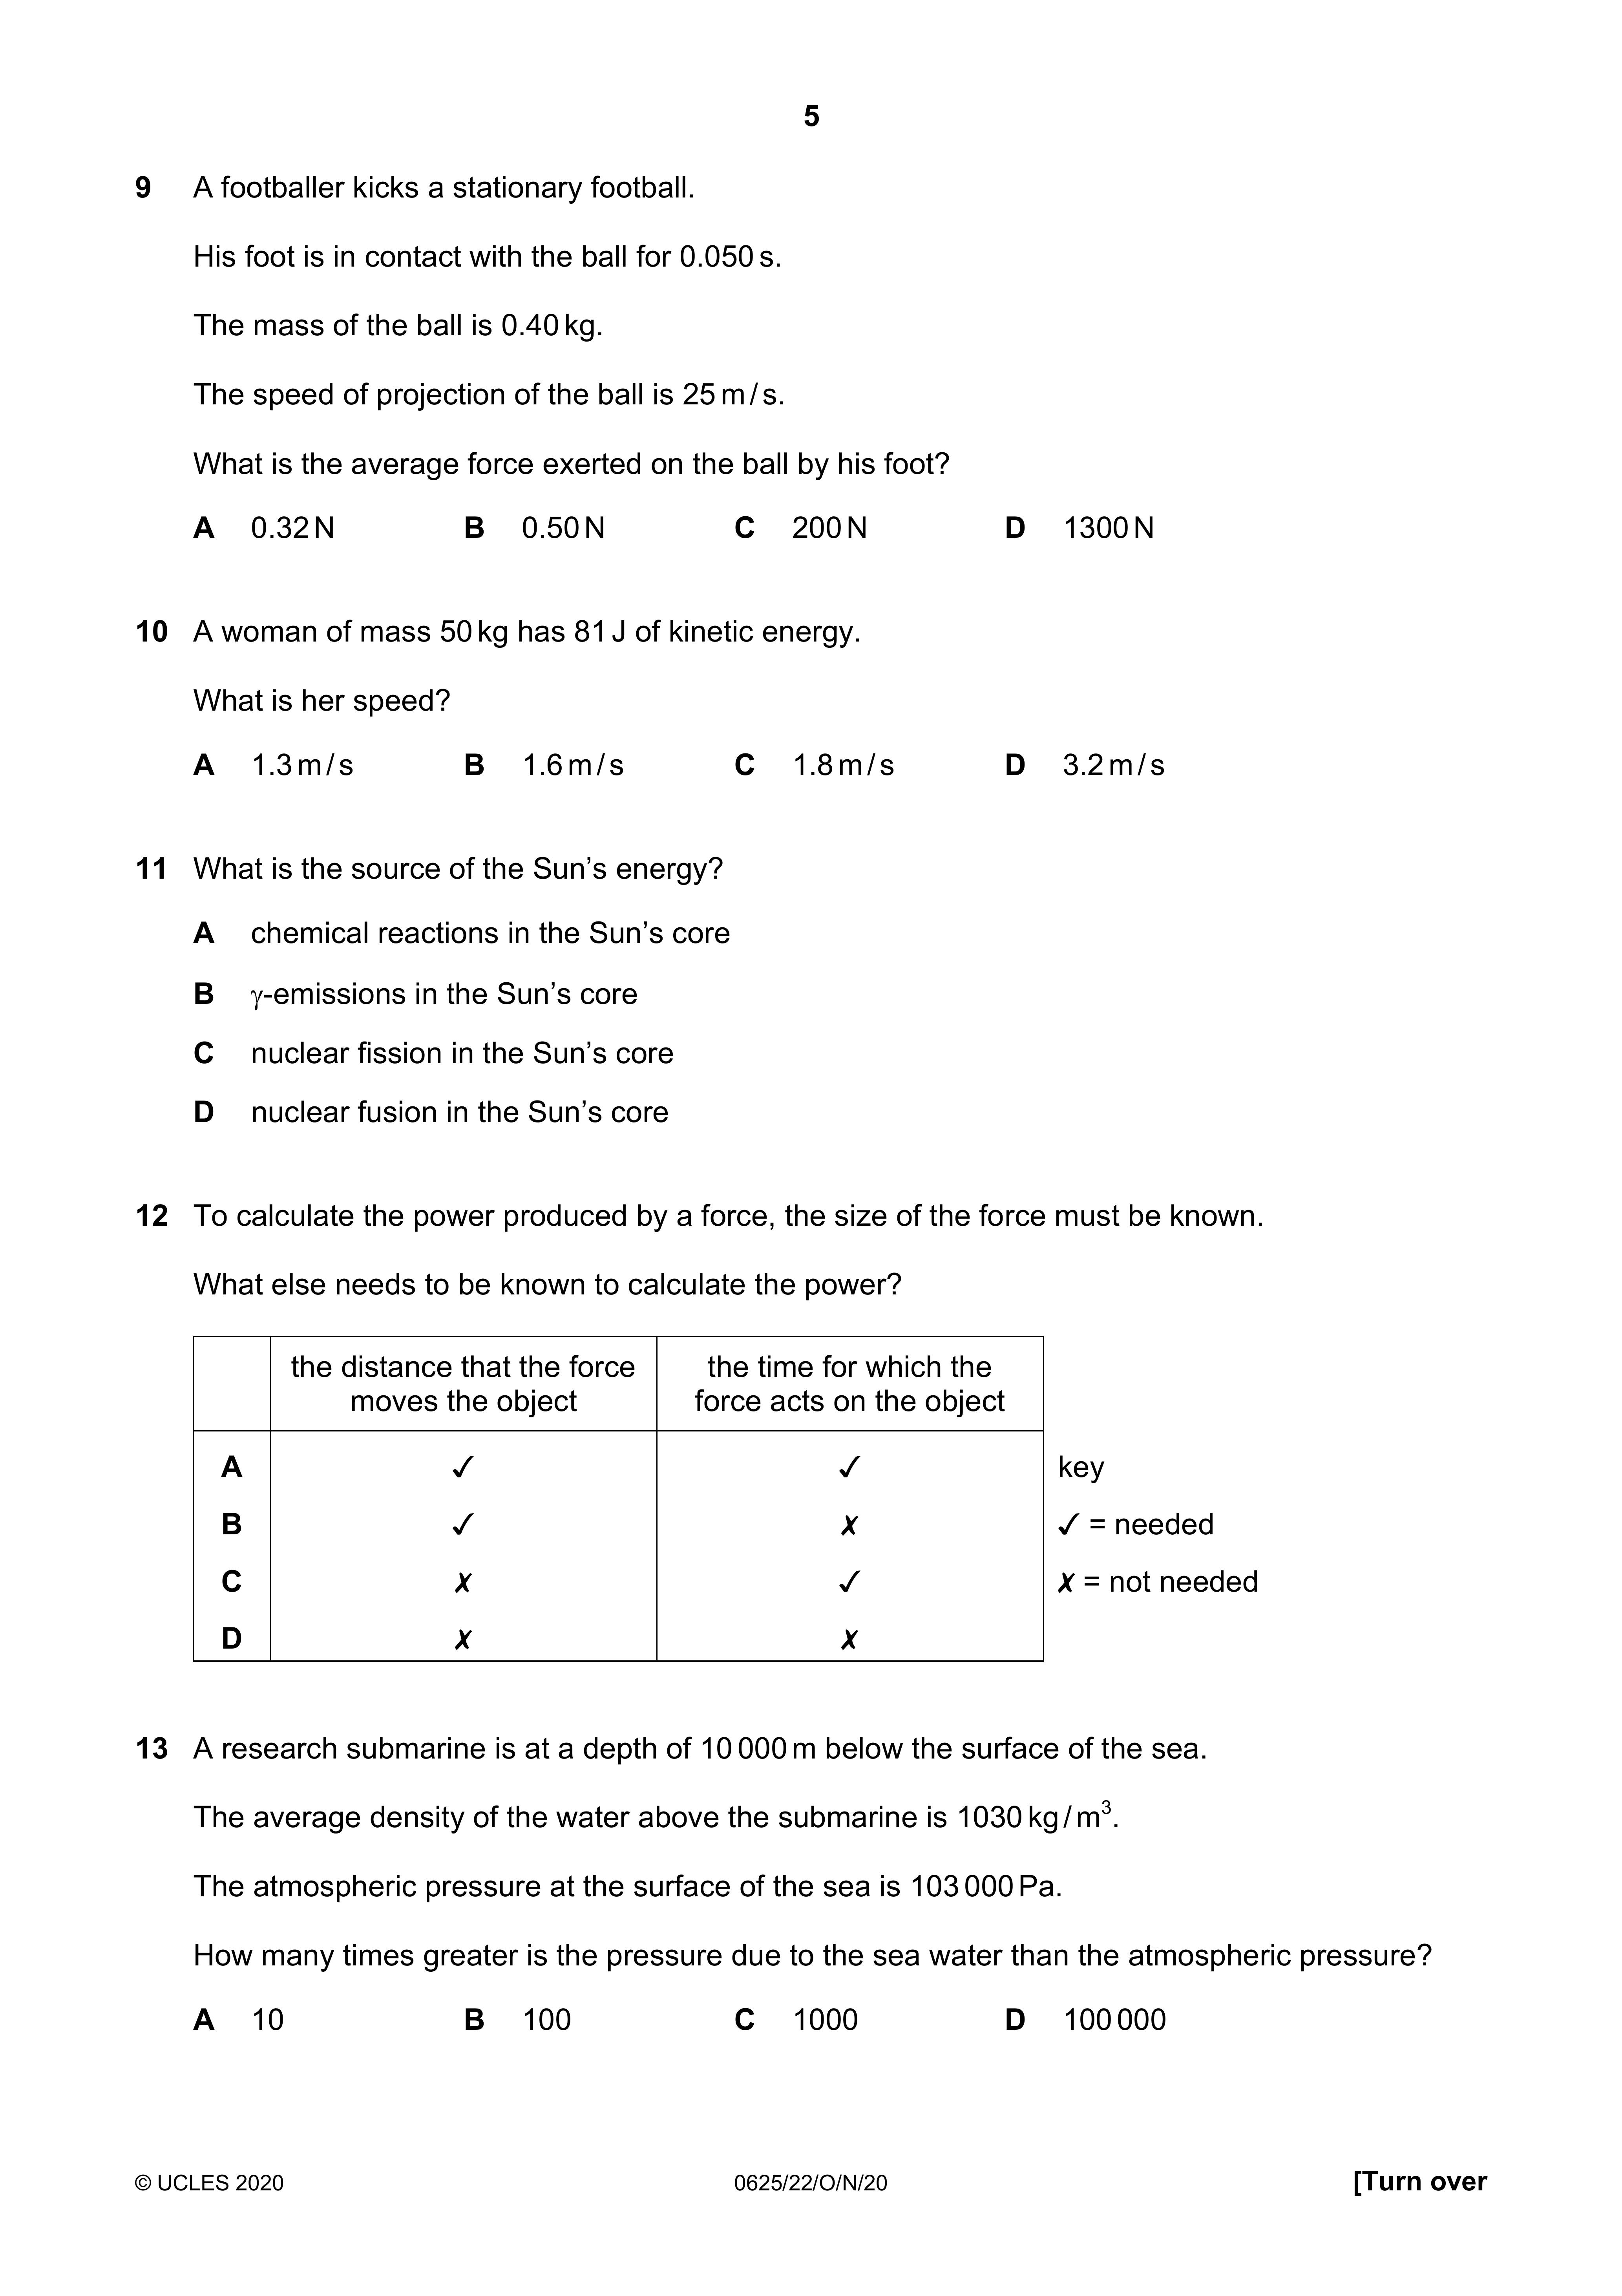 5
9 A footballer kicks a stationary football.
His foot is in contact with the ball for 0.050 s.
The mass of the ball is 0.40 kg.
The speed of projection of the ball is 25 m / s.
What is the average force exerted on the ball by his foot?
A 0.32 N B 0.50 N C 200 N D 1300 N
10 A woman of mass 50 kg has 81 J of kinetic energy.
What is her speed?
A 1.3 m / s B 1.6 m / s C 1.8 m / s D 3.2 m / s
11 What is the source of the Sun’s energy?
A chemical reactions in the Sun’s core
B γ-emissions in the Sun’s core
C nuclear fission in the Sun’s core
D nuclear fusion in the Sun’s core
12 To calculate the power produced by a force, the size of the force must be known.
What else needs to be known to calculate the power?
the distance that the force the time for which the
moves the object force acts on the object
A ✓ ✓ key
B ✓ ✗ ✓ = needed
C ✗ ✓ ✗ = not needed
D ✗ ✗
13 A research submarine is at a depth of 10 000 m below the surface of the sea.
The average density of the water above the submarine is 1030 kg / m³.
The atmospheric pressure at the surface of the sea is 103 000 Pa.
How many times greater is the pressure due to the sea water than the atmospheric pressure?
A 10 B 100 C 1000 D 100 000
© UCLES 2020 0625/22/O/N/20 [Turn over